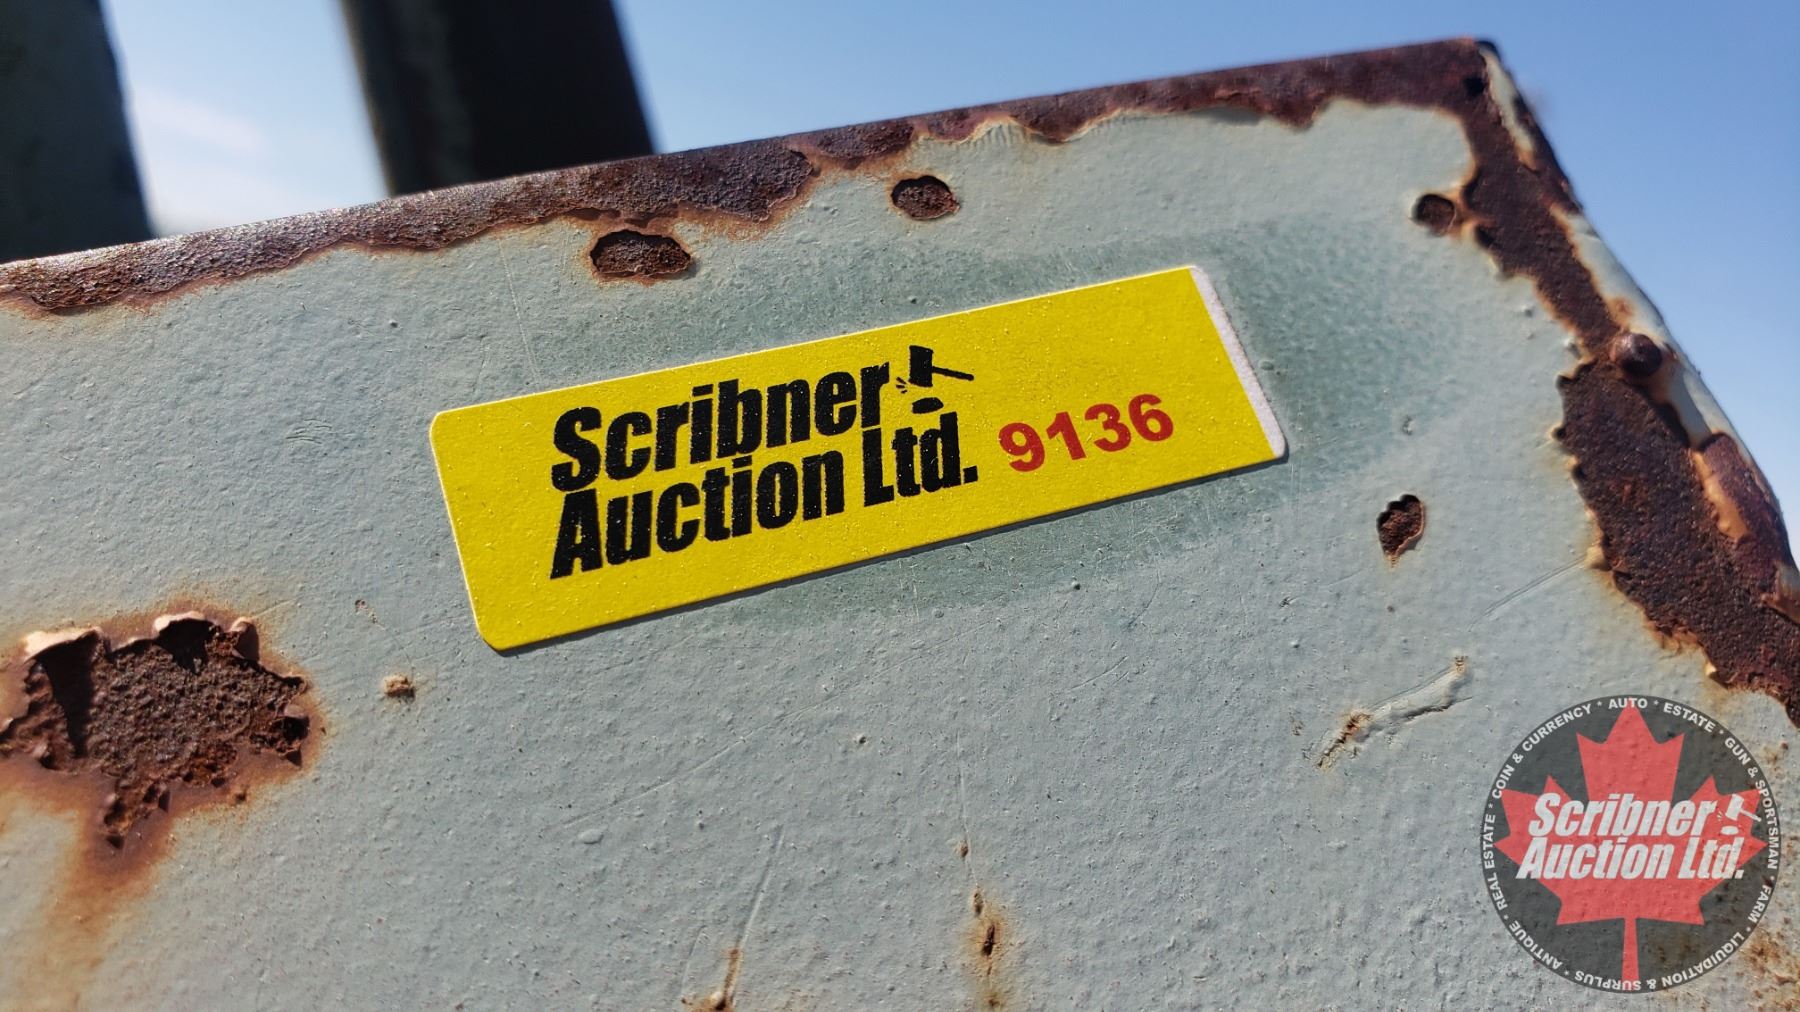 Scribner
Auction Ltd. 9136
REAL ESTATE * COIN & CURRENCY * AUTO * ESTATE * GUN & SPORTSMAN * FARM * LIQUIDATION & SURPLUS * ANTIQUE *
Scribner
Auction Ltd.